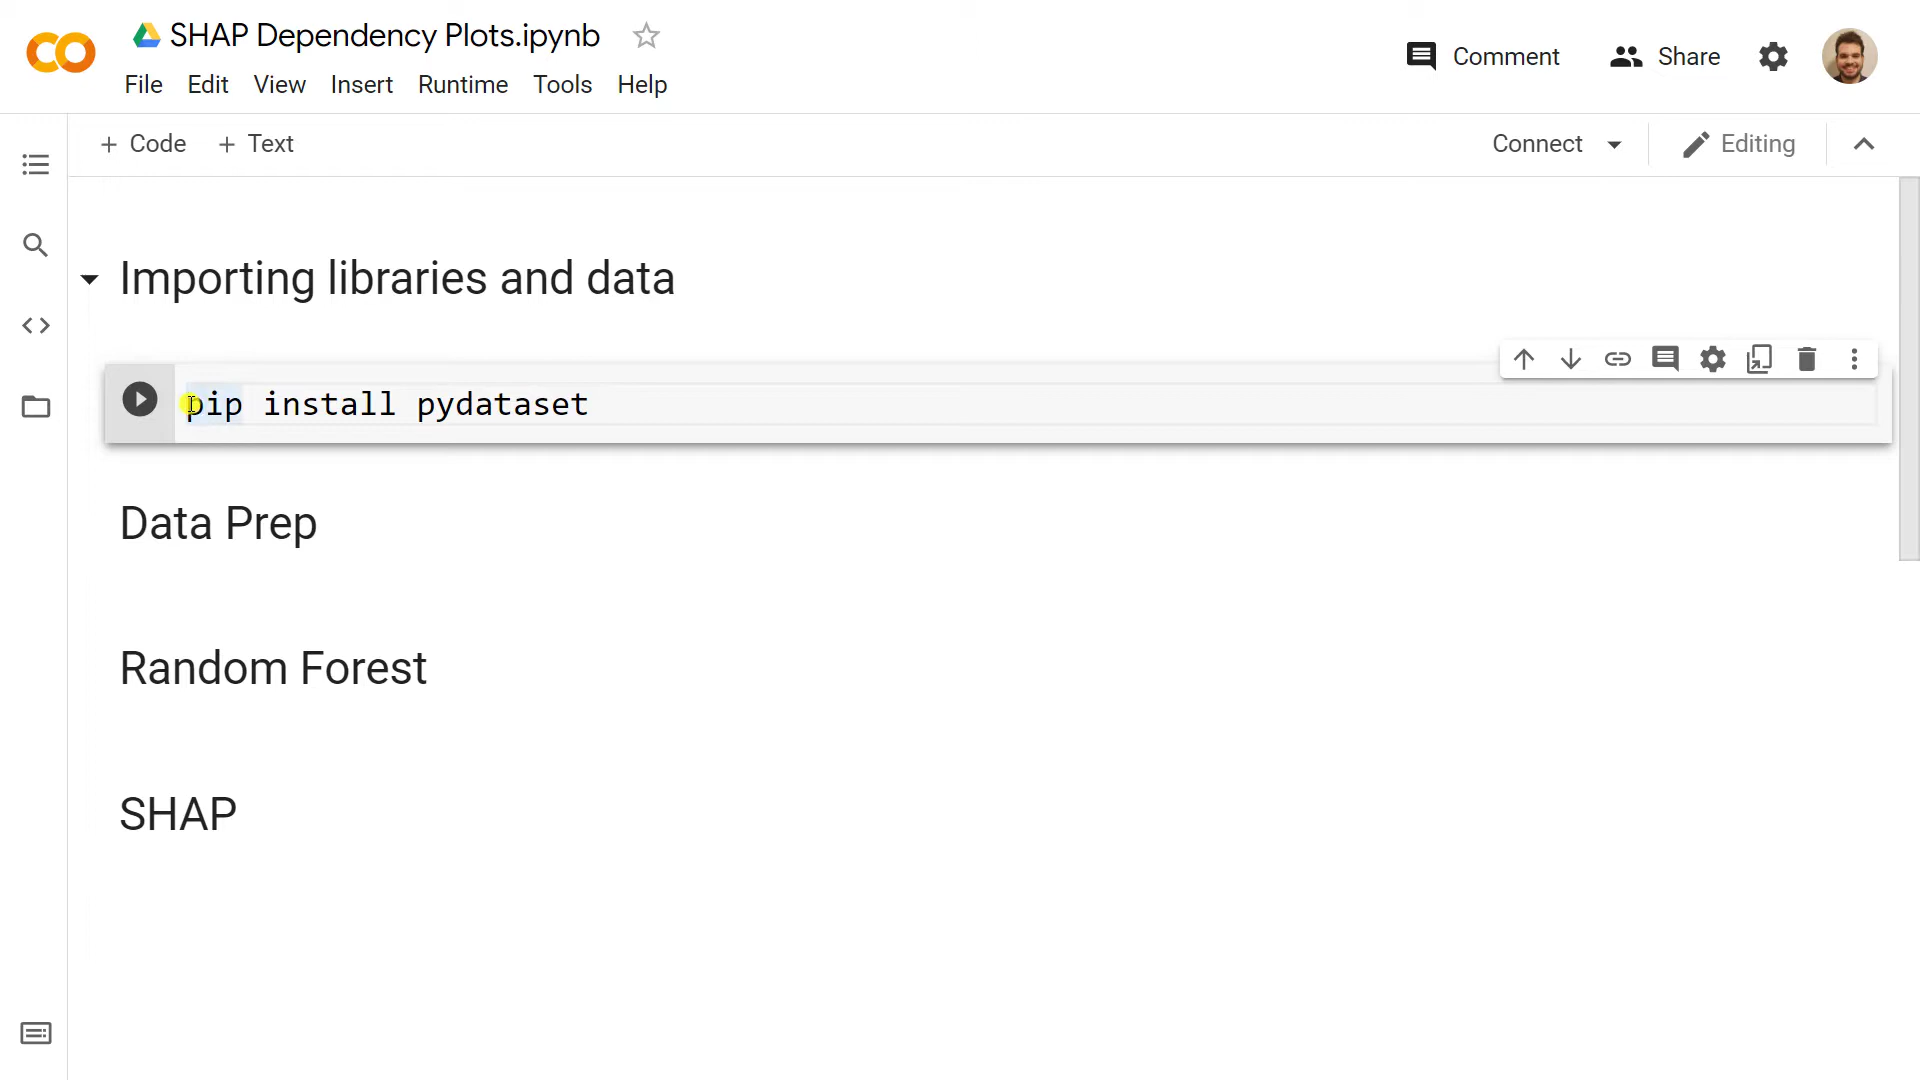 SHAP Dependency Plots.ipynb
File Edit View Insert Runtime Tools Help
Comment Share
+ Code + Text
Connect Editing
Importing libraries and data
pip install pydataset
Data Prep
Random Forest
SHAP